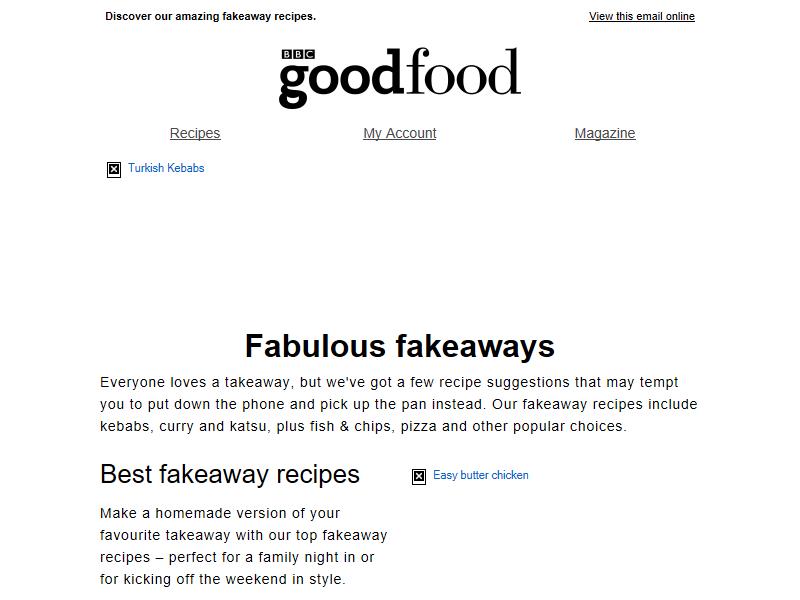 Discover our amazing fakeaway recipes.
View this email online
BBC
goodfood
Recipes
My Account
Magazine
Turkish Kebabs
Fabulous fakeaways
Everyone loves a takeaway, but we've got a few recipe suggestions that may tempt
you to put down the phone and pick up the pan instead. Our fakeaway recipes include
kebabs, curry and katsu, plus fish & chips, pizza and other popular choices.
Best fakeaway recipes
Make a homemade version of your
favourite takeaway with our top fakeaway
recipes – perfect for a family night in or
for kicking off the weekend in style.
Easy butter chicken